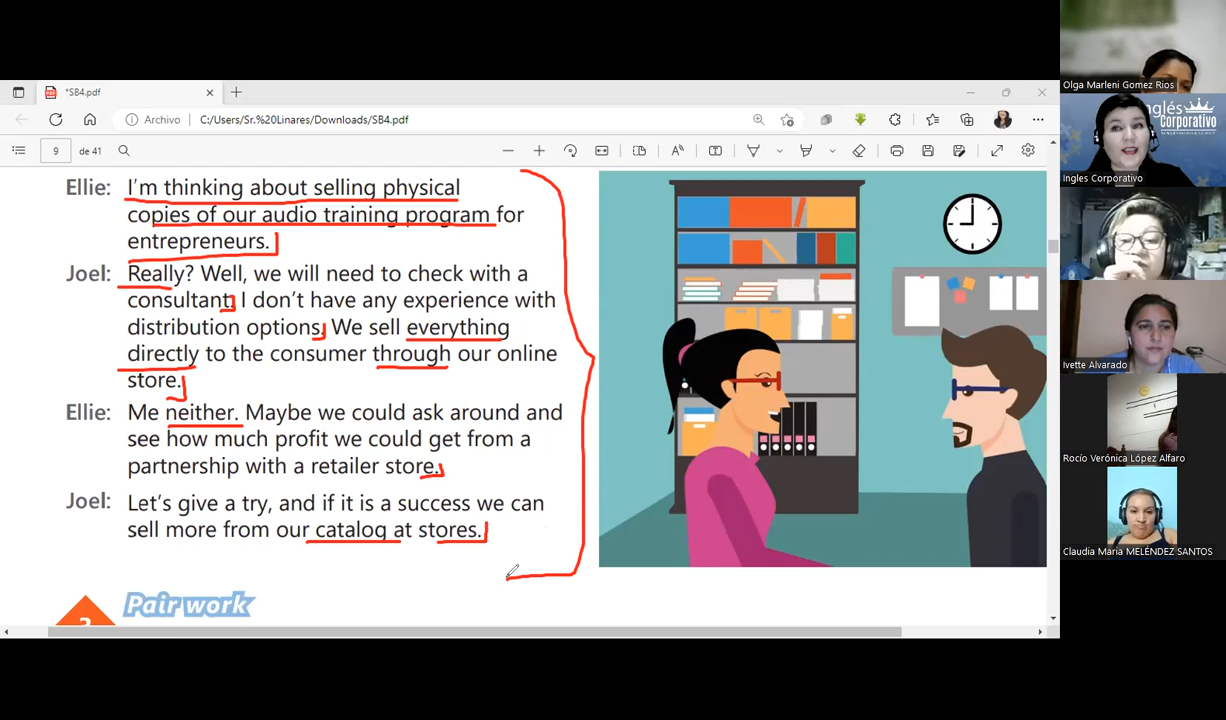 Olga Marleni Gomez Rios
*SB4.pdf
Archivo
C:/Users/Sr.%20Linares/Downloads/SB4.pdf
Inglés
Corporativo
Ingles Corporativo
9
de 41
Ellie: I'm thinking about selling physical
copies of our audio training program for
entrepreneurs.
Joel: Really? Well, we will need to check with a
consultant. I don't have any experience with
distribution options. We sell everything
directly to the consumer through our online
store.
Ellie: Me neither. Maybe we could ask around and
see how much profit we could get from a
partnership with a retailer store.
Joel: Let's give a try, and if it is a success we can
sell more from our catalog at stores.
Pair work
Ivette Alvarado
Rocío Verónica López Alfaro
Claudia María MELÉNDEZ SANTOS